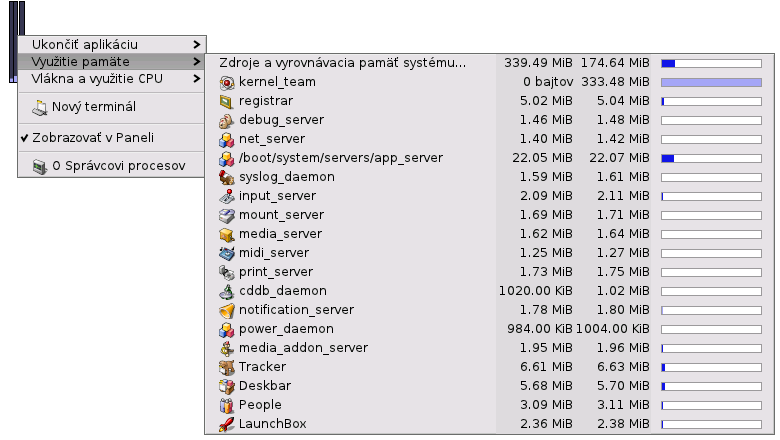 Ukončiť aplikáciu
Využitie pamäte
Vlákna a využitie CPU
Nový terminál
Zobrazovať v Paneli
O Správcovi procesov
Zdroje a vyrovnávacia pamäť systému... 339.49 MiB 174.64 MiB
kernel_team 0 bajtov 333.48 MiB
registrar 5.02 MiB 5.04 MiB
debug_server 1.46 MiB 1.48 MiB
net_server 1.40 MiB 1.42 MiB
/boot/system/servers/app_server 22.05 MiB 22.07 MiB
syslog_daemon 1.59 MiB 1.61 MiB
input_server 2.09 MiB 2.11 MiB
mount_server 1.69 MiB 1.71 MiB
media_server 1.62 MiB 1.64 MiB
midi_server 1.25 MiB 1.27 MiB
print_server 1.73 MiB 1.75 MiB
cddb_daemon 1020.00 KiB 1.02 MiB
notification_server 1.78 MiB 1.80 MiB
power_daemon 984.00 KiB 1004.00 KiB
media_addon_server 1.95 MiB 1.96 MiB
Tracker 6.61 MiB 6.63 MiB
Deskbar 5.68 MiB 5.70 MiB
People 3.09 MiB 3.11 MiB
LaunchBox 2.36 MiB 2.38 MiB